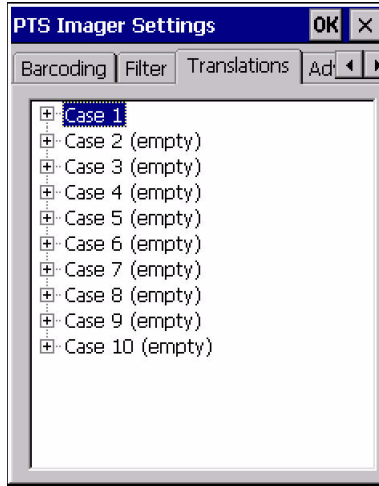 PTS Imager Settings OK ×
Barcoding Filter Translations Ad
Case 1
Case 2 (empty)
Case 3 (empty)
Case 4 (empty)
Case 5 (empty)
Case 6 (empty)
Case 7 (empty)
Case 8 (empty)
Case 9 (empty)
Case 10 (empty)